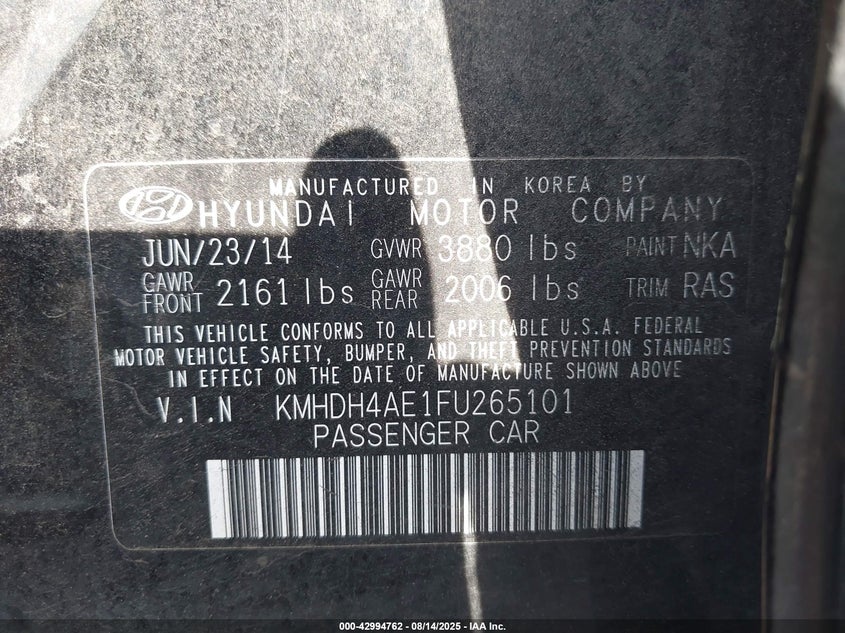 MANUFACTURED IN KOREA BY
HYUNDAI MOTOR COMPANY
JUN/23/14 GVWR 3880 lbs PAINT NKA
GAWR FRONT 2161 lbs GAWR REAR 2006 lbs TRIM RAS
THIS VEHICLE CONFORMS TO ALL APPLICABLE U.S.A. FEDERAL
MOTOR VEHICLE SAFETY, BUMPER, AND THEFT PREVENTION STANDARDS
IN EFFECT ON THE DATE OF MANUFACTURE SHOWN ABOVE
V.I.N KMHDH4AE1FU265101
PASSENGER CAR
000-42994762 - 08/14/2025 - IAA Inc.